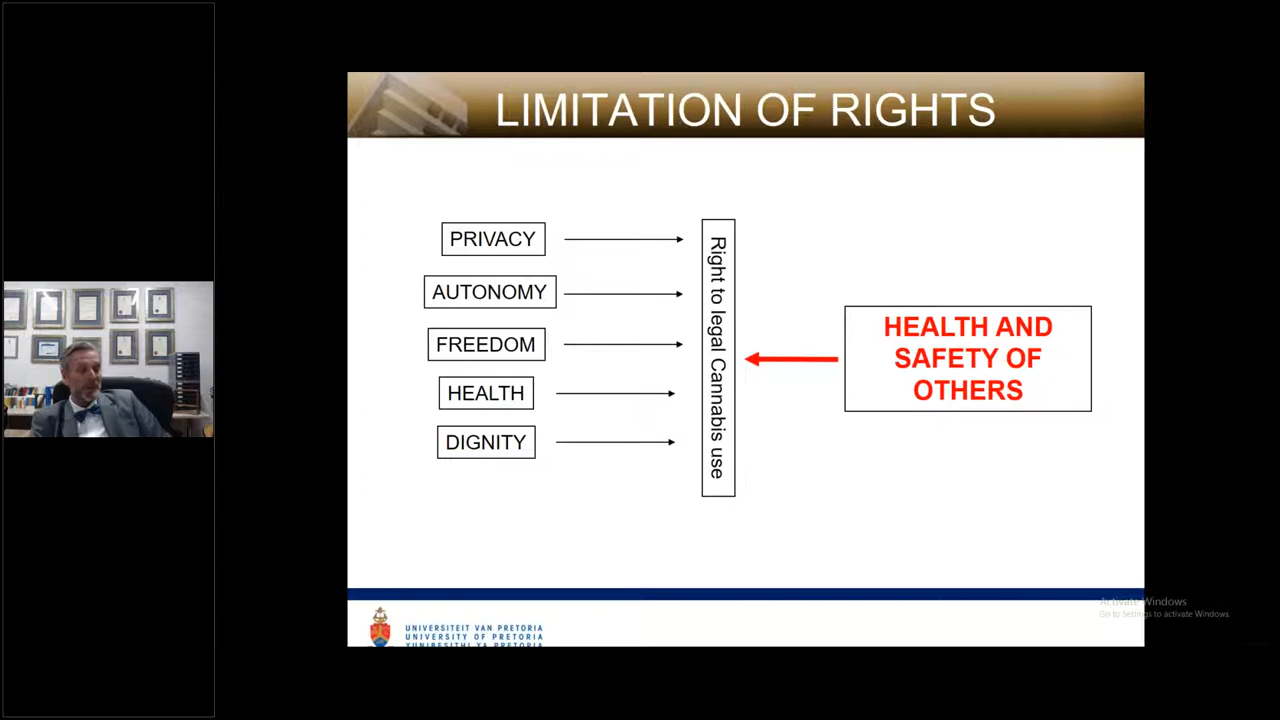 LIMITATION OF RIGHTS
PRIVACY
AUTONOMY
FREEDOM
HEALTH
DIGNITY
Right to legal Cannabis use
HEALTH AND
SAFETY OF
OTHERS
Activate Windows
Go to Settings to activate Windows.
UNIVERSITEIT VAN PRETORIA
UNIVERSITY OF PRETORIA
YUNIBESITHI YA PRETORIA